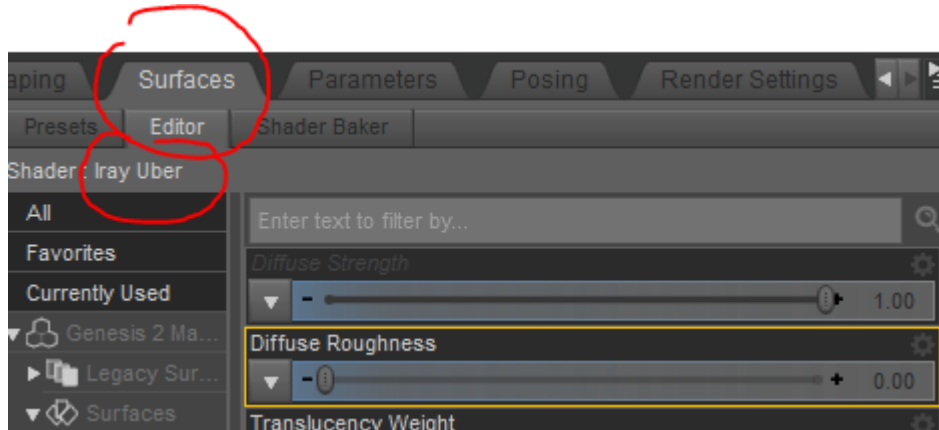 aping Surfaces Parameters Posing Render Settings
Presets Editor Shader Baker
Shader : Iray Uber
All
Enter text to filter by...
Favorites
Diffuse Strength
Currently Used
1.00
Genesis 2 Ma...
Diffuse Roughness
Legacy Sur...
0.00
Surfaces
Translucency Weight